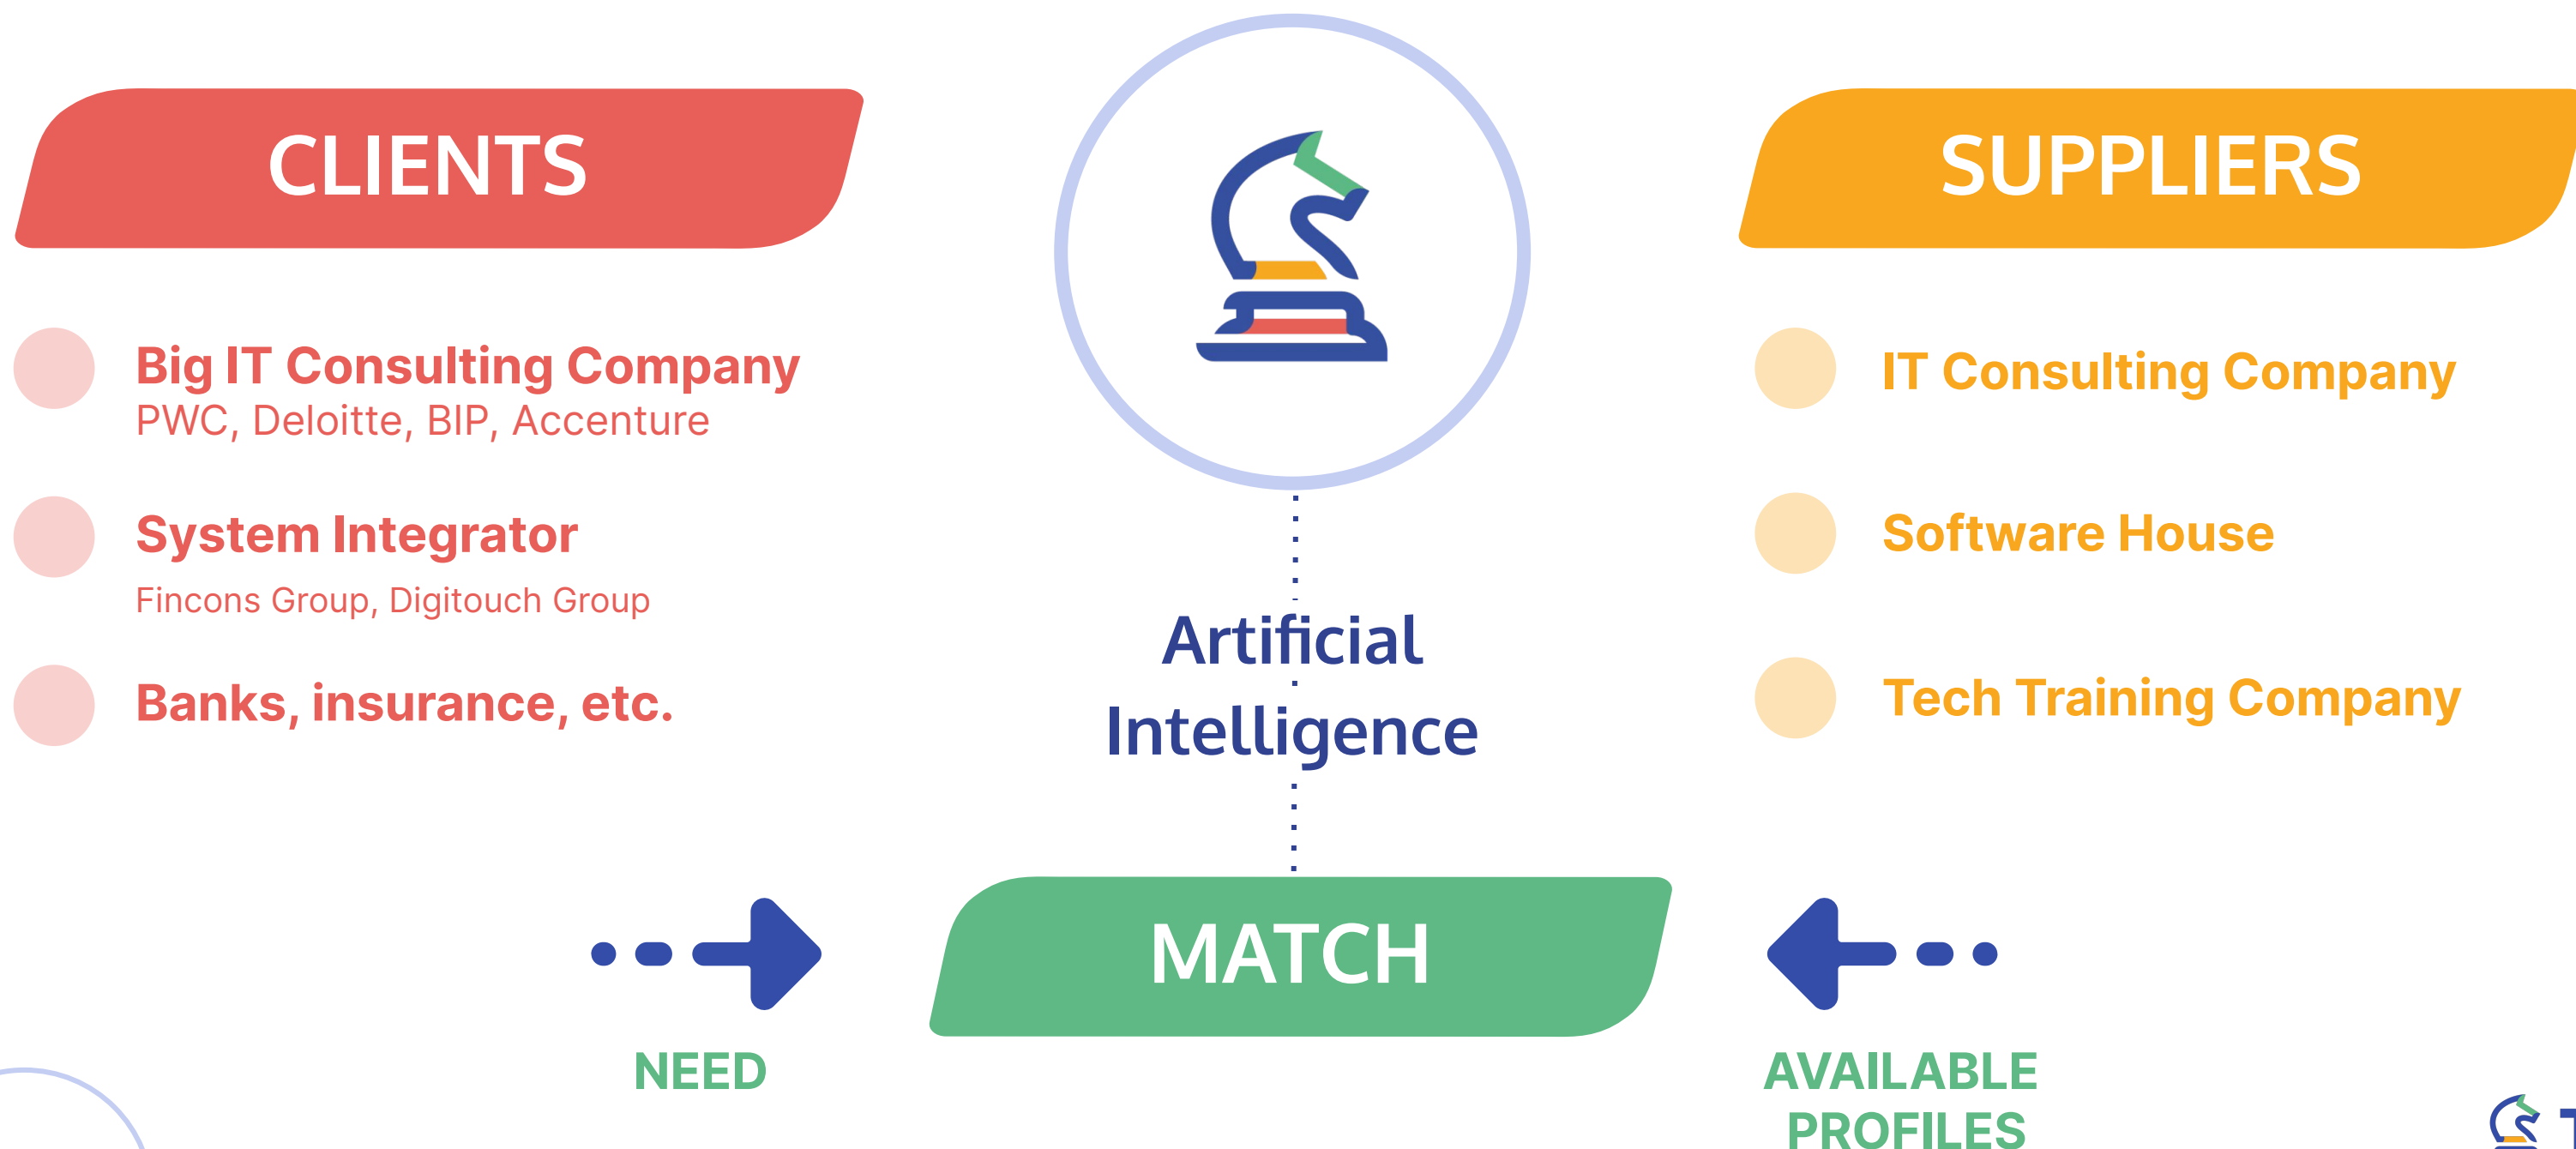 CLIENTS
Big IT Consulting Company
PWC, Deloitte, BIP, Accenture
System Integrator
Fincons Group, Digitouch Group
Banks, insurance, etc.
Artificial
Intelligence
MATCH
NEED
SUPPLIERS
IT Consulting Company
Software House
Tech Training Company
AVAILABLE
PROFILES